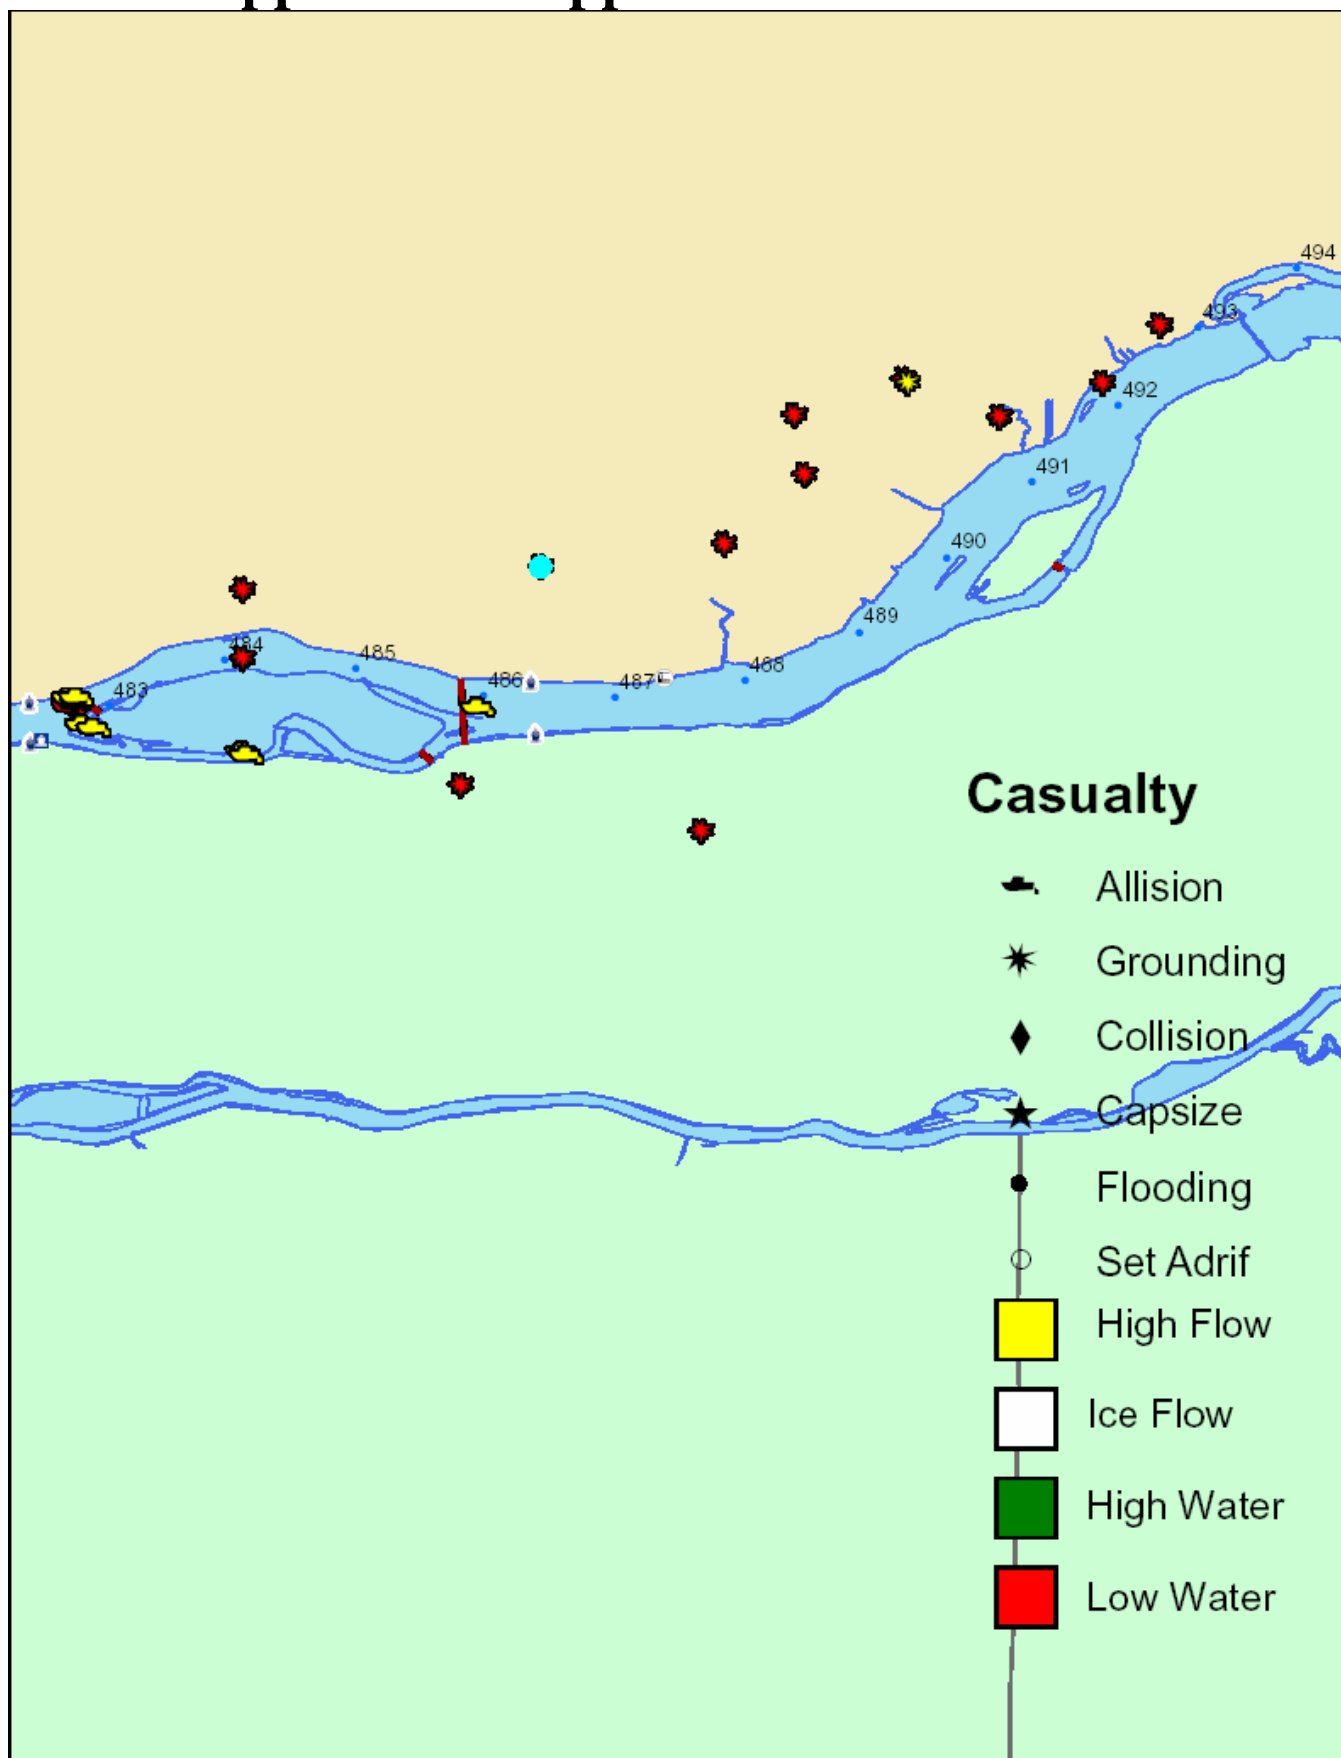 494
493
492
491
490
489
488
487
486
485
484
483
Casualty
Allision
Grounding
Collision
Capsize
Flooding
Set Adrif
High Flow
Ice Flow
High Water
Low Water